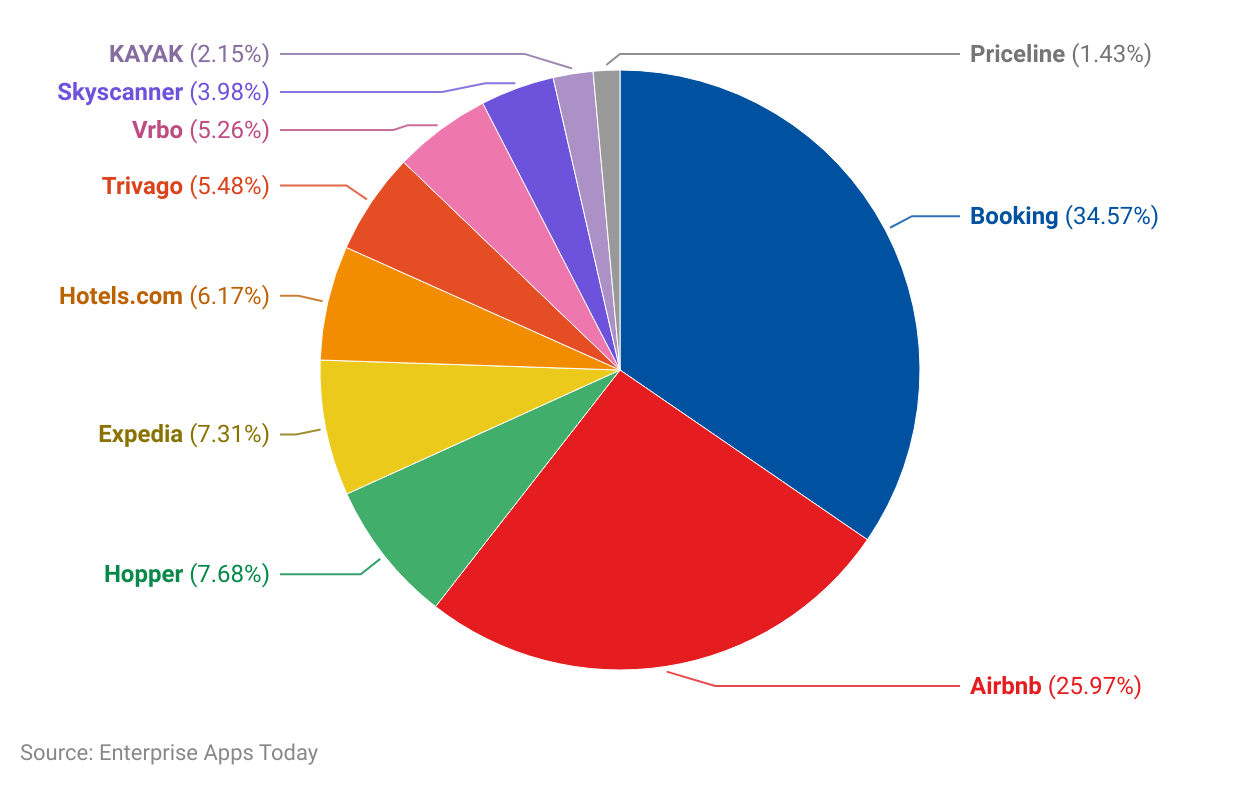 KAYAK (2.15%)
Priceline (1.43%)
Skyscanner (3.98%)
Vrbo (5.26%)
Trivago (5.48%)
Booking (34.57%)
Hotels.com (6.17%)
Expedia (7.31%)
Hopper (7.68%)
Airbnb (25.97%)
Source: Enterprise Apps Today